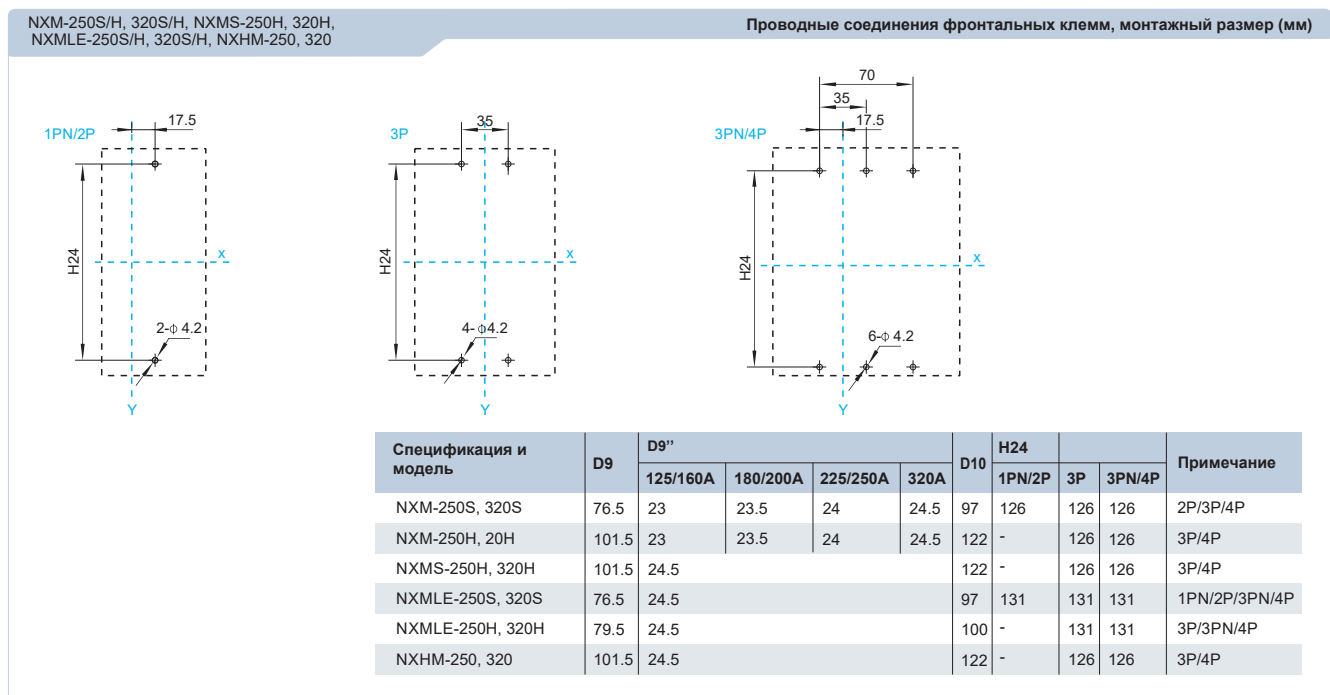 NXM-250S/H, 320S/H, NXMS-250H, 320H,
NXMLE-250S/H, 320S/H, NXHM-250, 320
Проводные соединения фронтальных клемм, монтажный размер (мм)
1PN/2P
17.5
H24
x
2-ϕ 4.2
Y
3P
35
H24
x
4-ϕ4.2
Y
3PN/4P
70
35
17.5
H24
x
6-ϕ 4.2
Y
Спецификация и модель D9 D9’’ D10 H24 Примечание
125/160A 180/200A 225/250A 320A 1PN/2P 3P 3PN/4P
NXM-250S, 320S 76.5 23 23.5 24 24.5 97 126 126 126 2P/3P/4P
NXM-250H, 20H 101.5 23 23.5 24 24.5 122 - 126 126 3P/4P
NXMS-250H, 320H 101.5 24.5 122 - 126 126 3P/4P
NXMLE-250S, 320S 76.5 24.5 97 131 131 131 1PN/2P/3PN/4P
NXMLE-250H, 320H 79.5 24.5 100 - 131 131 3P/3PN/4P
NXHM-250, 320 101.5 24.5 122 - 126 126 3P/4P